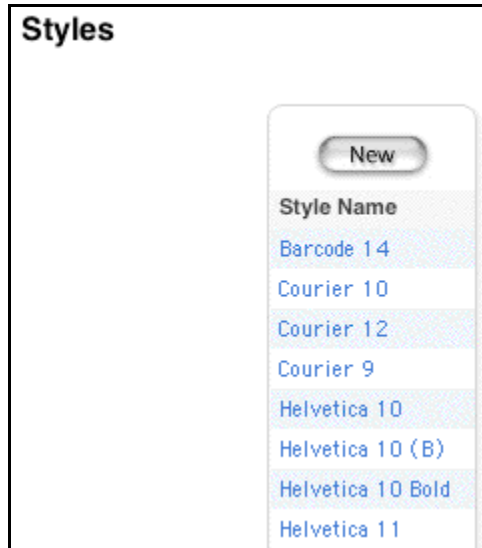 Styles
New
Style Name
Barcode 14
Courier 10
Courier 12
Courier 9
Helvetica 10
Helvetica 10 (B)
Helvetica 10 Bold
Helvetica 11